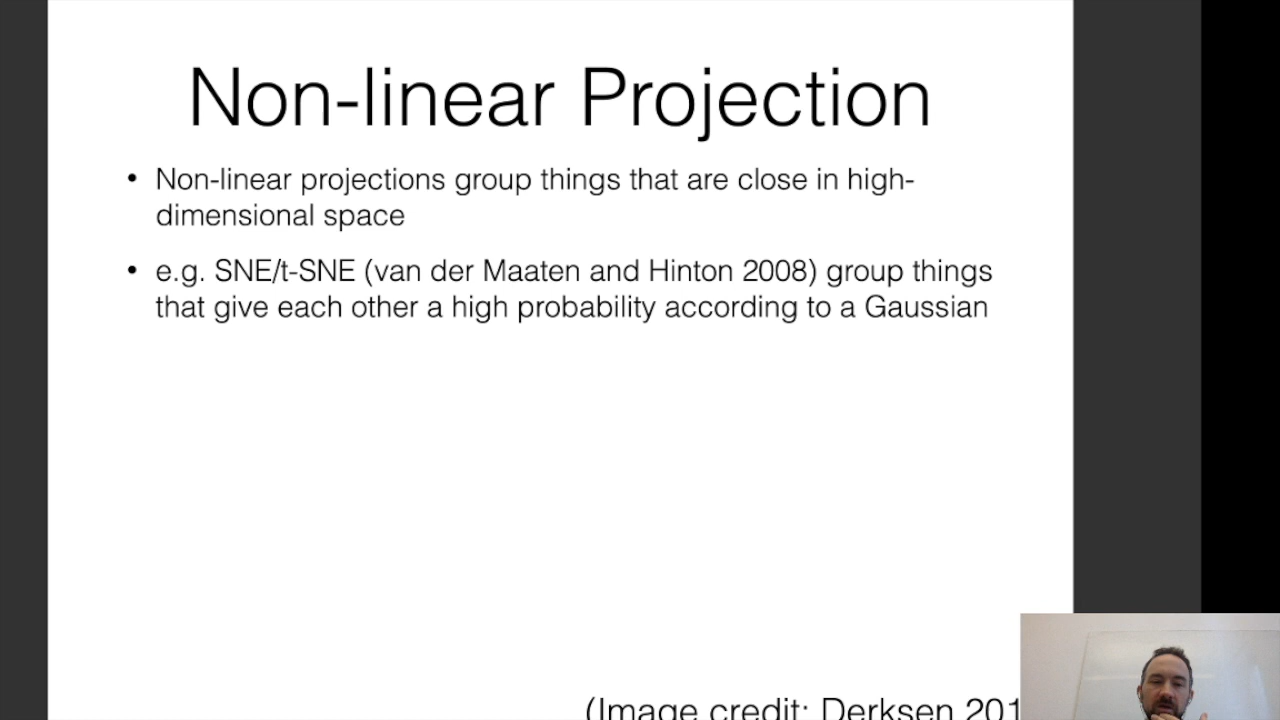 Non-linear Projection
• Non-linear projections group things that are close in high-
dimensional space
• e.g. SNE/t-SNE (van der Maaten and Hinton 2008) group things
that give each other a high probability according to a Gaussian
(Image credit: Derksen 201